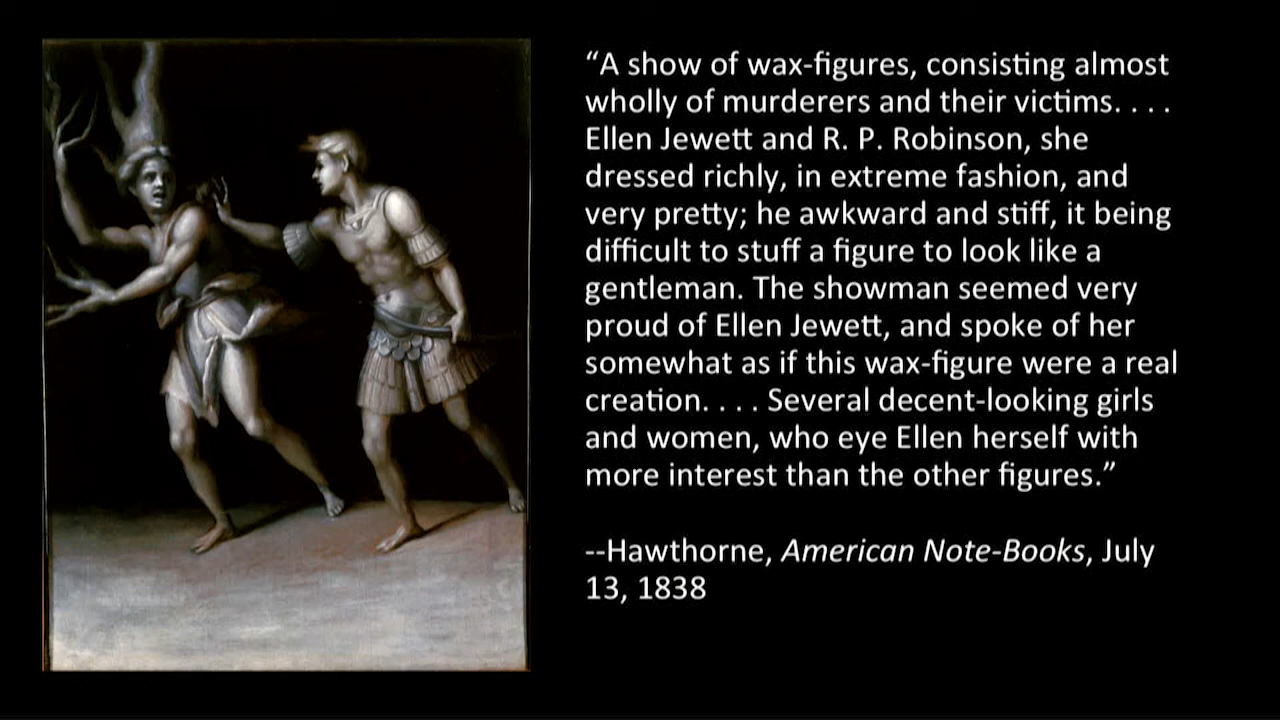 “A show of wax-figures, consisting almost
wholly of murderers and their victims. . . .
Ellen Jewett and R. P. Robinson, she
dressed richly, in extreme fashion, and
very pretty; he awkward and stiff, it being
difficult to stuff a figure to look like a
gentleman. The showman seemed very
proud of Ellen Jewett, and spoke of her
somewhat as if this wax-figure were a real
creation. . . . Several decent-looking girls
and women, who eye Ellen herself with
more interest than the other figures.”
--Hawthorne, American Note-Books, July
13, 1838